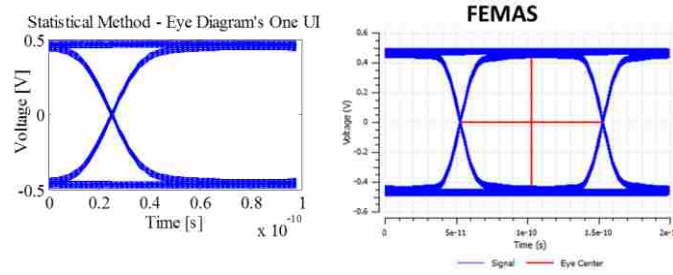 Statistical Method - Eye Diagram's One UI
Voltage [V]
0.5
0
-0.5
0
0.2
0.4
0.6
0.8
1
Time [s]
x 10
-10
FEMAS
Voltage (V)
0.6
0.4
0.2
0
-0.2
-0.4
-0.6
0
5e-11
1e-10
1.5e-10
2e-1
Time (s)
Signal
Eye Center